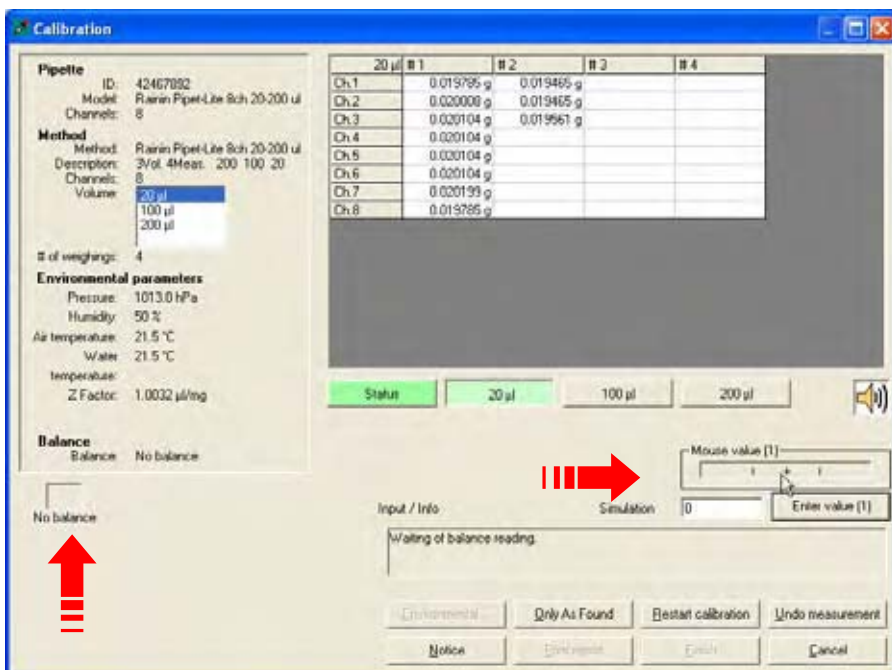 Calibration
Pipette
ID: 42467892
Model: Rainin Pipet-Lite 8ch 20-200 ul
Channels: 8
Method
Method: Rainin Pipet-Lite 8ch 20-200 ul
Description: 3Vol. 4Meas. 200 100 20
Channels: 8
Volume: 20 µl
100 µl
200 µl
# of weighings: 4
Environmental parameters
Pressure: 1013.0 hPa
Humidity: 50 %
Air temperature: 21.5 °C
Water temperature: 21.5 °C
Z Factor: 1.0032 µl/mg
Balance
Balance: No balance
No balance
20 µl # 1 # 2 # 3 # 4
Ch.1 0.019785 g 0.019465 g
Ch.2 0.020008 g 0.019465 g
Ch.3 0.020104 g 0.019561 g
Ch.4 0.020104 g
Ch.5 0.020104 g
Ch.6 0.020104 g
Ch.7 0.020199 g
Ch.8 0.019785 g
Status 20 µl 100 µl 200 µl
Mouse value (1)
Input / Info Simulation 0 Enter value (1)
Waiting of balance reading.
Environmental... Only As Found Restart calibration Undo measurement
Notice Print report Finish Cancel